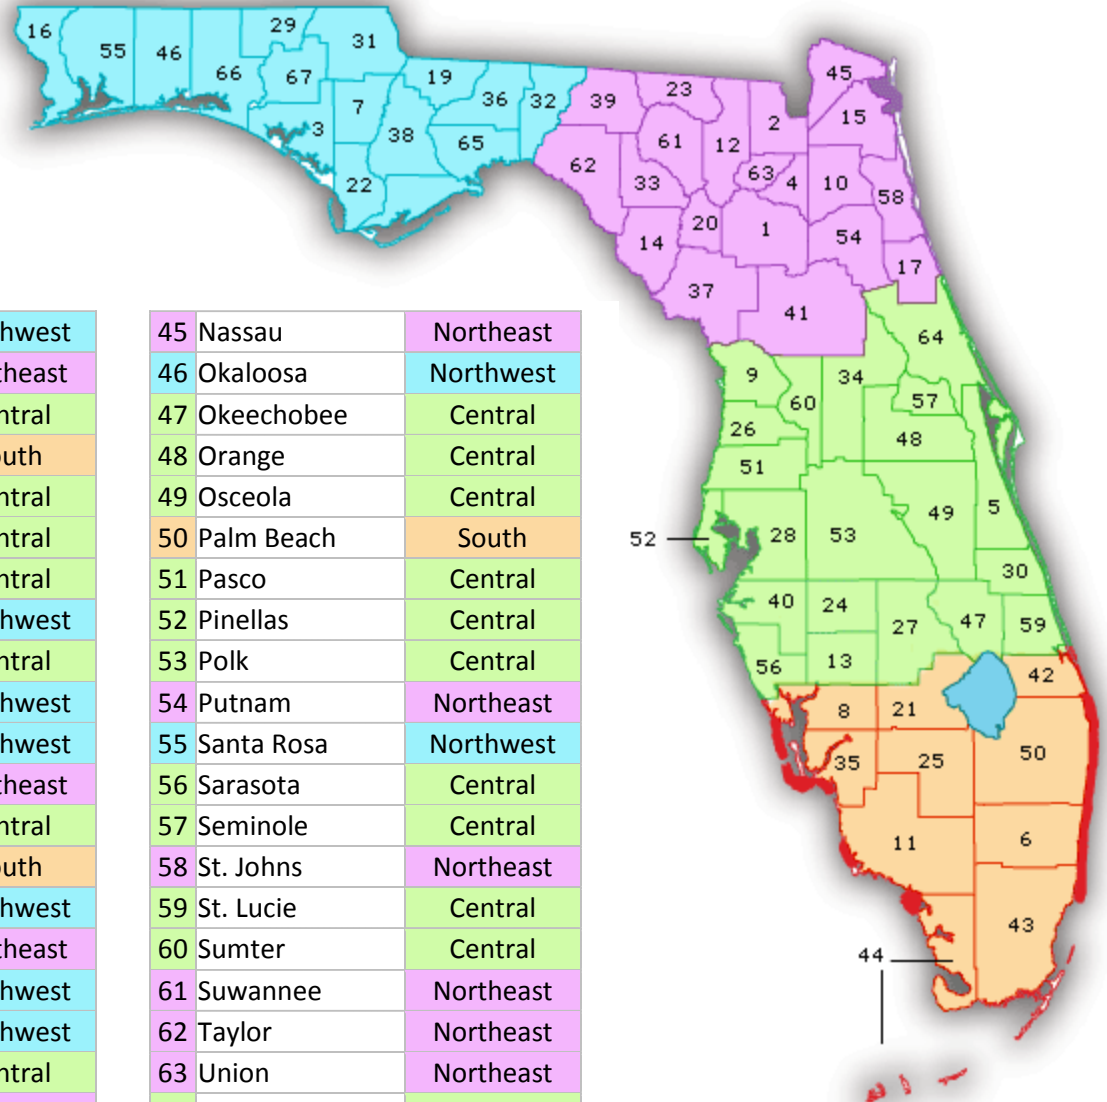 16
55
46
29
66
67
31
7
3
19
38
22
36
65
32
39
23
45
15
2
12
61
62
33
63
4
10
58
20
1
54
14
17
37
41
64
9
34
60
57
26
48
51
49
5
52
28
53
30
40
24
27
47
59
56
13
42
8
21
35
25
50
11
6
43
44
hwest
theast
ntral
uth
ntral
ntral
ntral
hwest
ntral
hwest
hwest
theast
ntral
uth
hwest
theast
hwest
hwest
ntral
45 Nassau Northeast
46 Okaloosa Northwest
47 Okeechobee Central
48 Orange Central
49 Osceola Central
50 Palm Beach South
51 Pasco Central
52 Pinellas Central
53 Polk Central
54 Putnam Northeast
55 Santa Rosa Northwest
56 Sarasota Central
57 Seminole Central
58 St. Johns Northeast
59 St. Lucie Central
60 Sumter Central
61 Suwannee Northeast
62 Taylor Northeast
63 Union Northeast